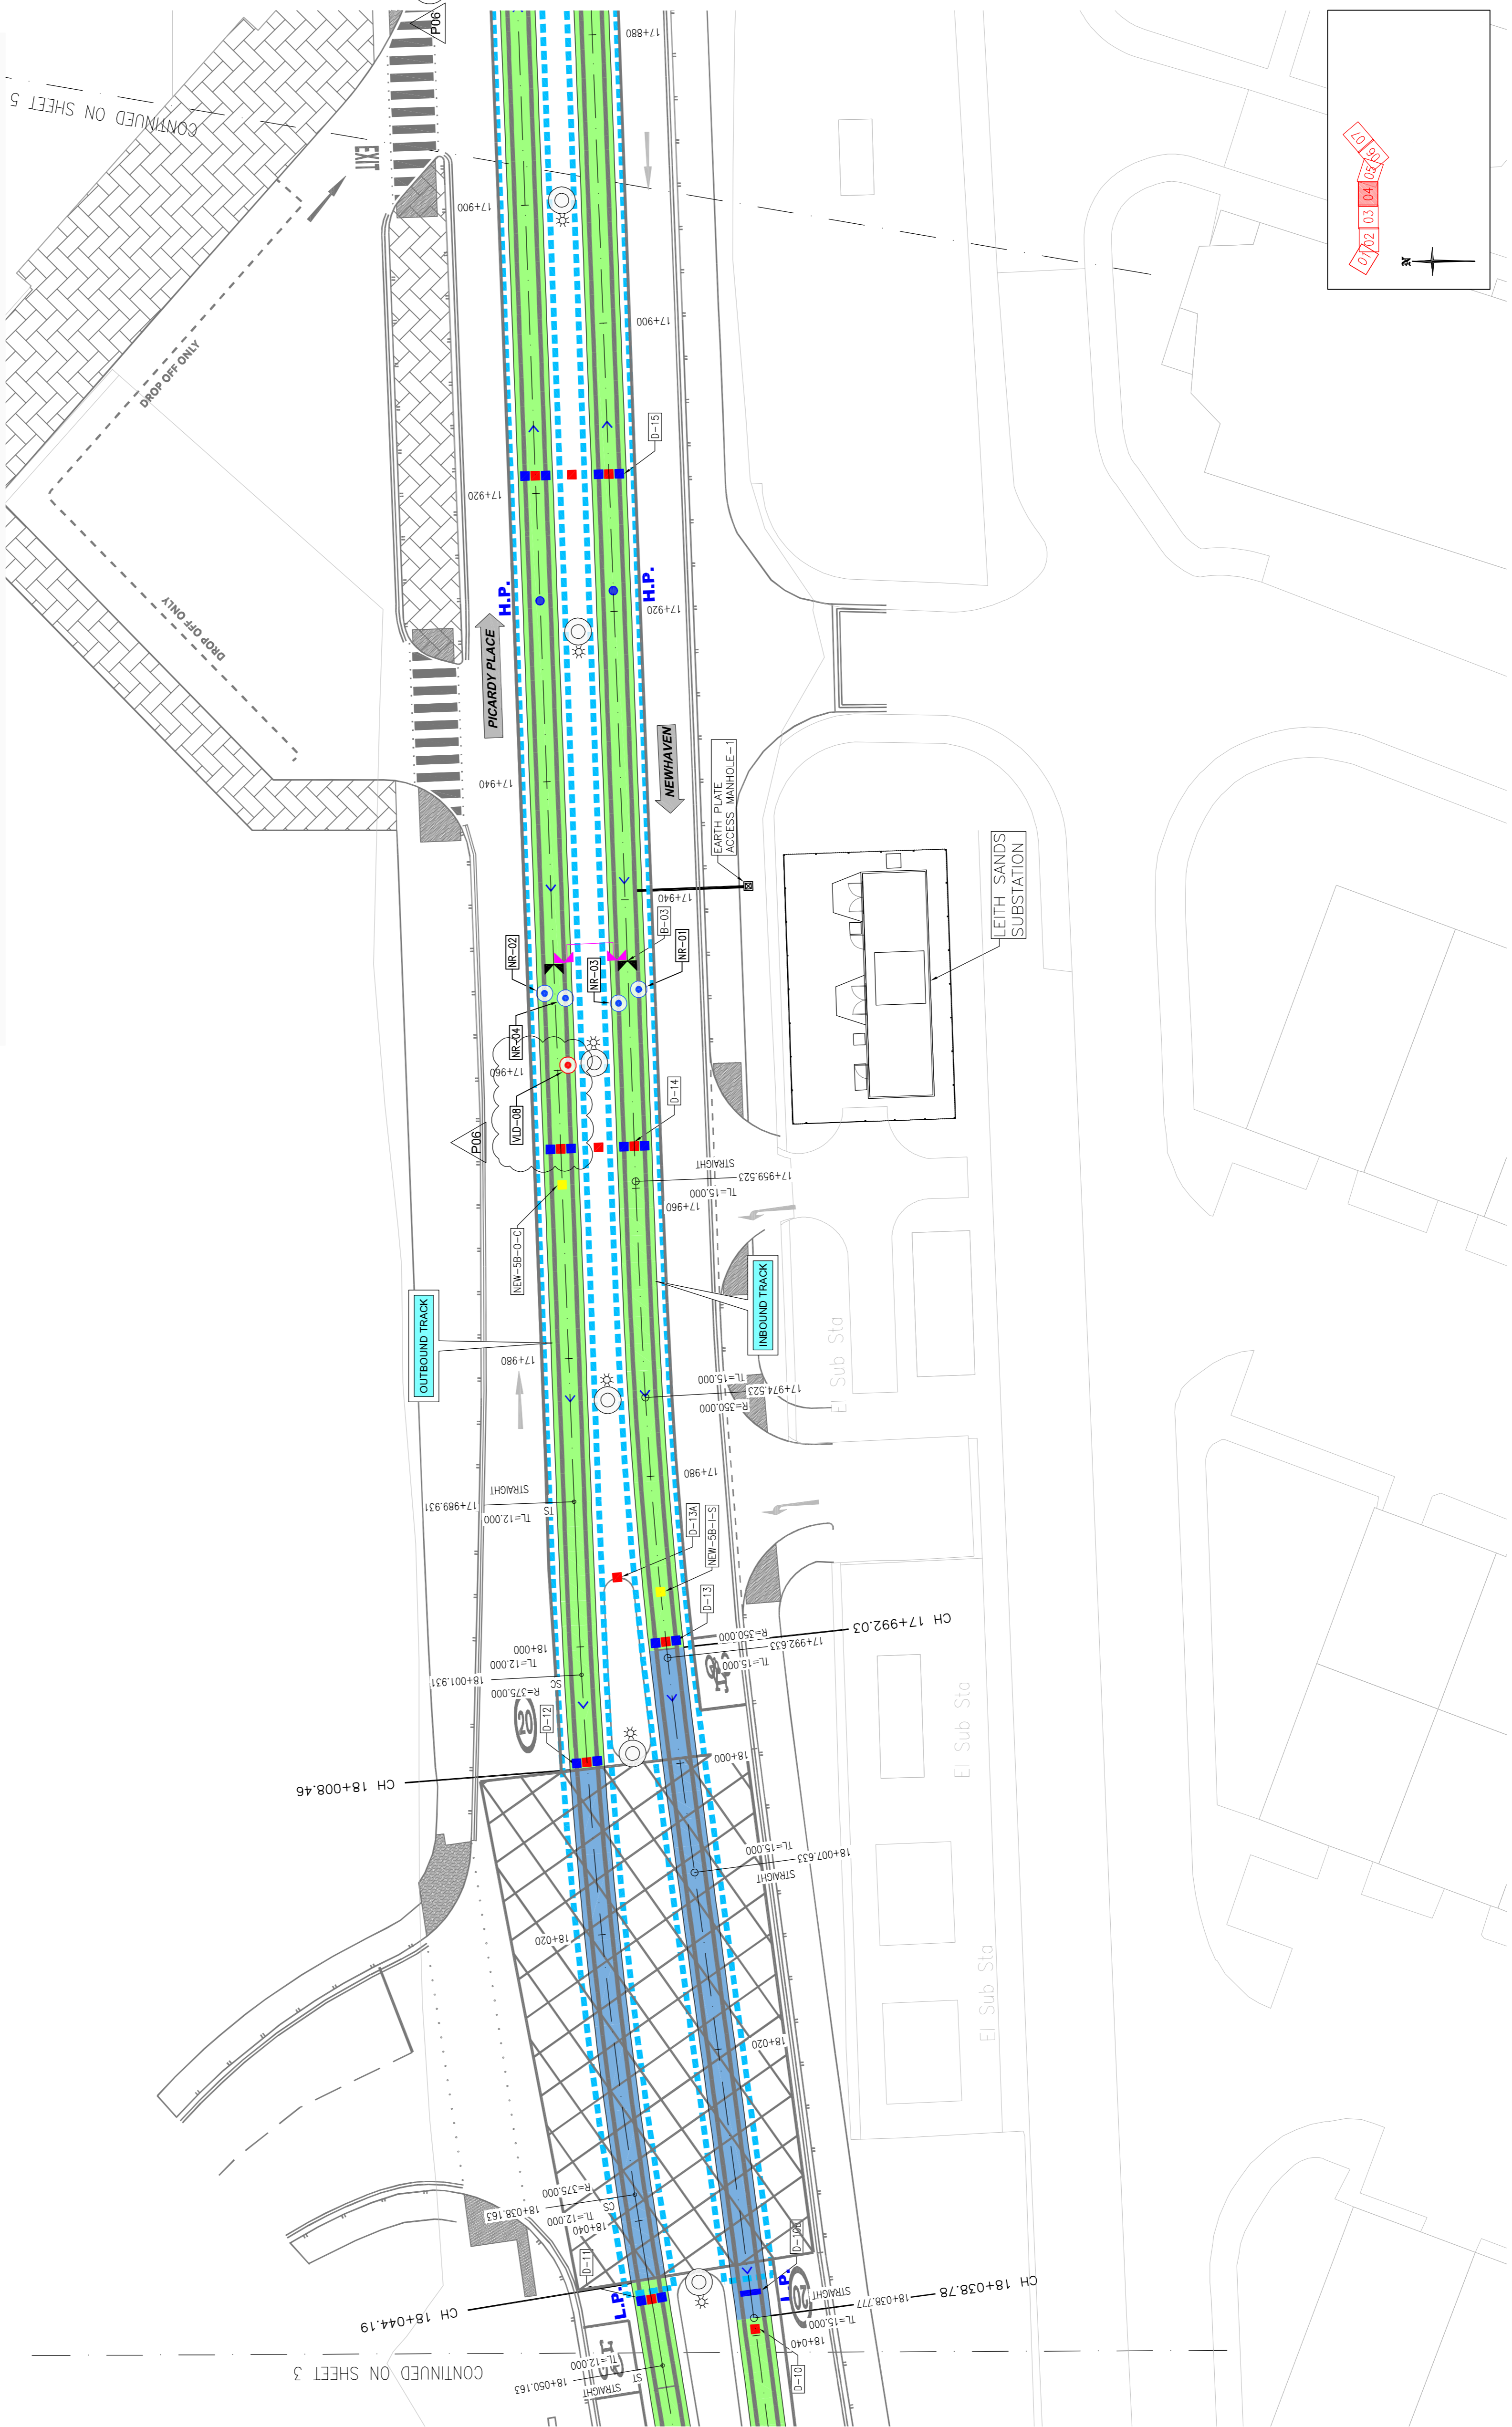 P06
17+880
CONTINUED ON SHEET 5
EXIT
17+900
17+900
DROP OFF ONLY
DROP OFF ONLY
D-15
17+920
H.P.
H.P.
17+920
PICARDY PLACE
NEWHAVEN
17+940
EARTH PLATE
ACCESS MANHOLE-1
17+940
LEITH SANDS
SUBSTATION
B-03
NR-02
NR-03
NR-01
NR-04
17+960
VLD-08
P06
D-14
STRAIGHT
17+959.523
TL=15.000
17+960
NEW-5B-O-C
OUTBOUND TRACK
INBOUND TRACK
El Sub Sta
17+980
TL=15.000
17+974.523
R=350.000
17+980
STRAIGHT
17+989.931
TS
TL=12.000
D-13A
NEW-5B-I-S
D-13
CH 17+992.03
R=350.000
17+992.633
TL=15.000
18+000
TL=12.000
18+001.931
SC
R=375.000
20
D-12
El Sub Sta
18+000
CH 18+008.46
TL=15.000
18+007.633
STRAIGHT
18+020
El Sub Sta
18+020
R=375.000
18+038.163
CS
TL=12.000
18+040
D-11
D-10B
L.P.
L.P.
20
CH 18+044.19
CH 18+038.78
STRAIGHT
18+038.777
TL=15.000
18+040
D-10
CONTINUED ON SHEET 3
TL=12.000
18+050.163
ST
STRAIGHT
01
02
03
04
05
06
07
N